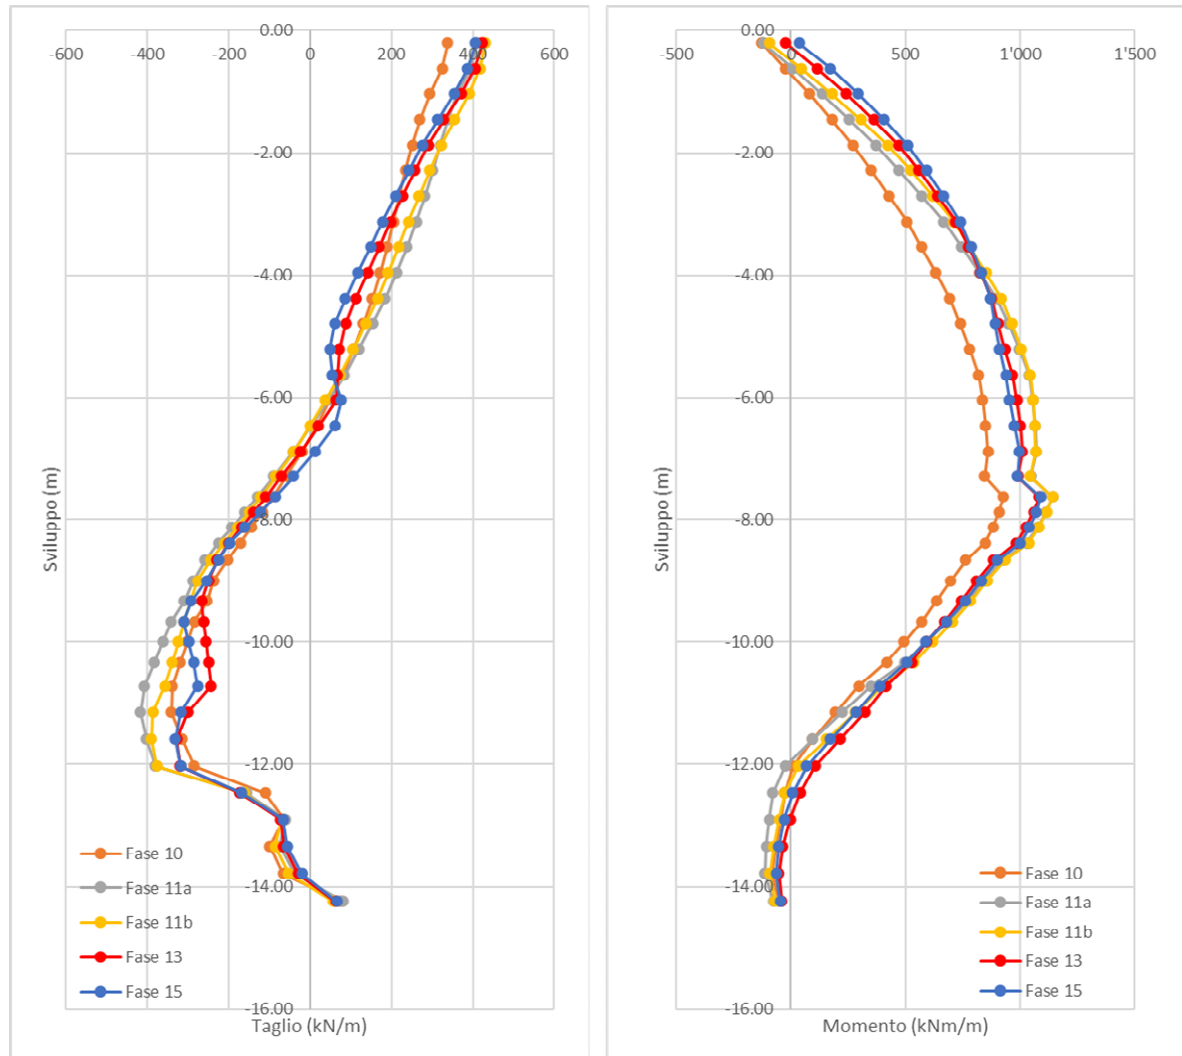 0.00
-600 -400 -200 0 200 400 600
-2.00
-4.00
-6.00
-8.00
-10.00
-12.00
-14.00
-16.00
Sviluppo (m)
Fase 10
Fase 11a
Fase 11b
Fase 13
Fase 15
Taglio (kN/m)
0.00
-500 0 500 1'000 1'500
-2.00
-4.00
-6.00
-8.00
-10.00
-12.00
-14.00
-16.00
Sviluppo (m)
Fase 10
Fase 11a
Fase 11b
Fase 13
Fase 15
Momento (kNm/m)